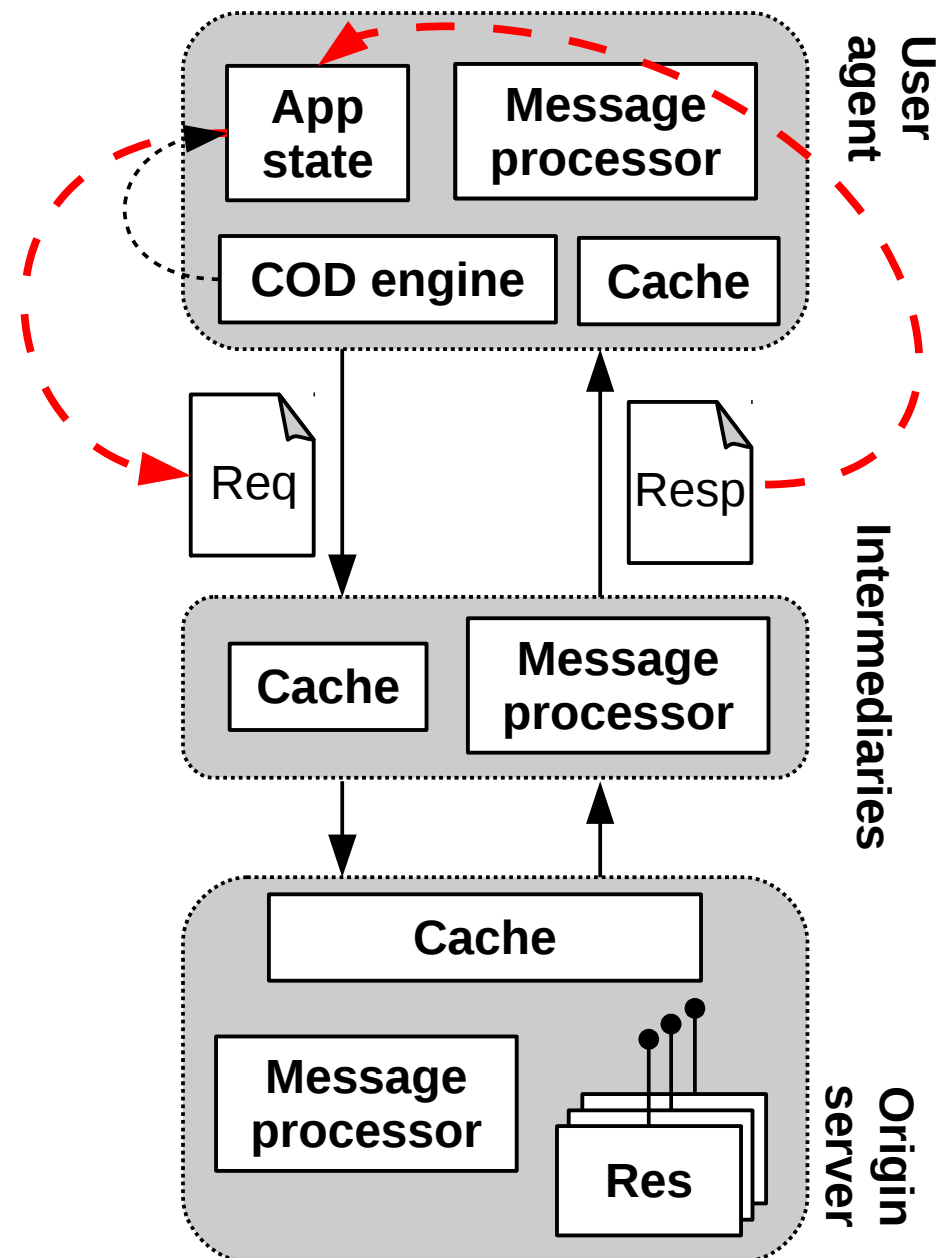 User
agent
App
state
Message
processor
COD engine
Cache
Req
Resp
Intermediaries
Cache
Message
processor
Cache
Message
processor
Res
Origin
server